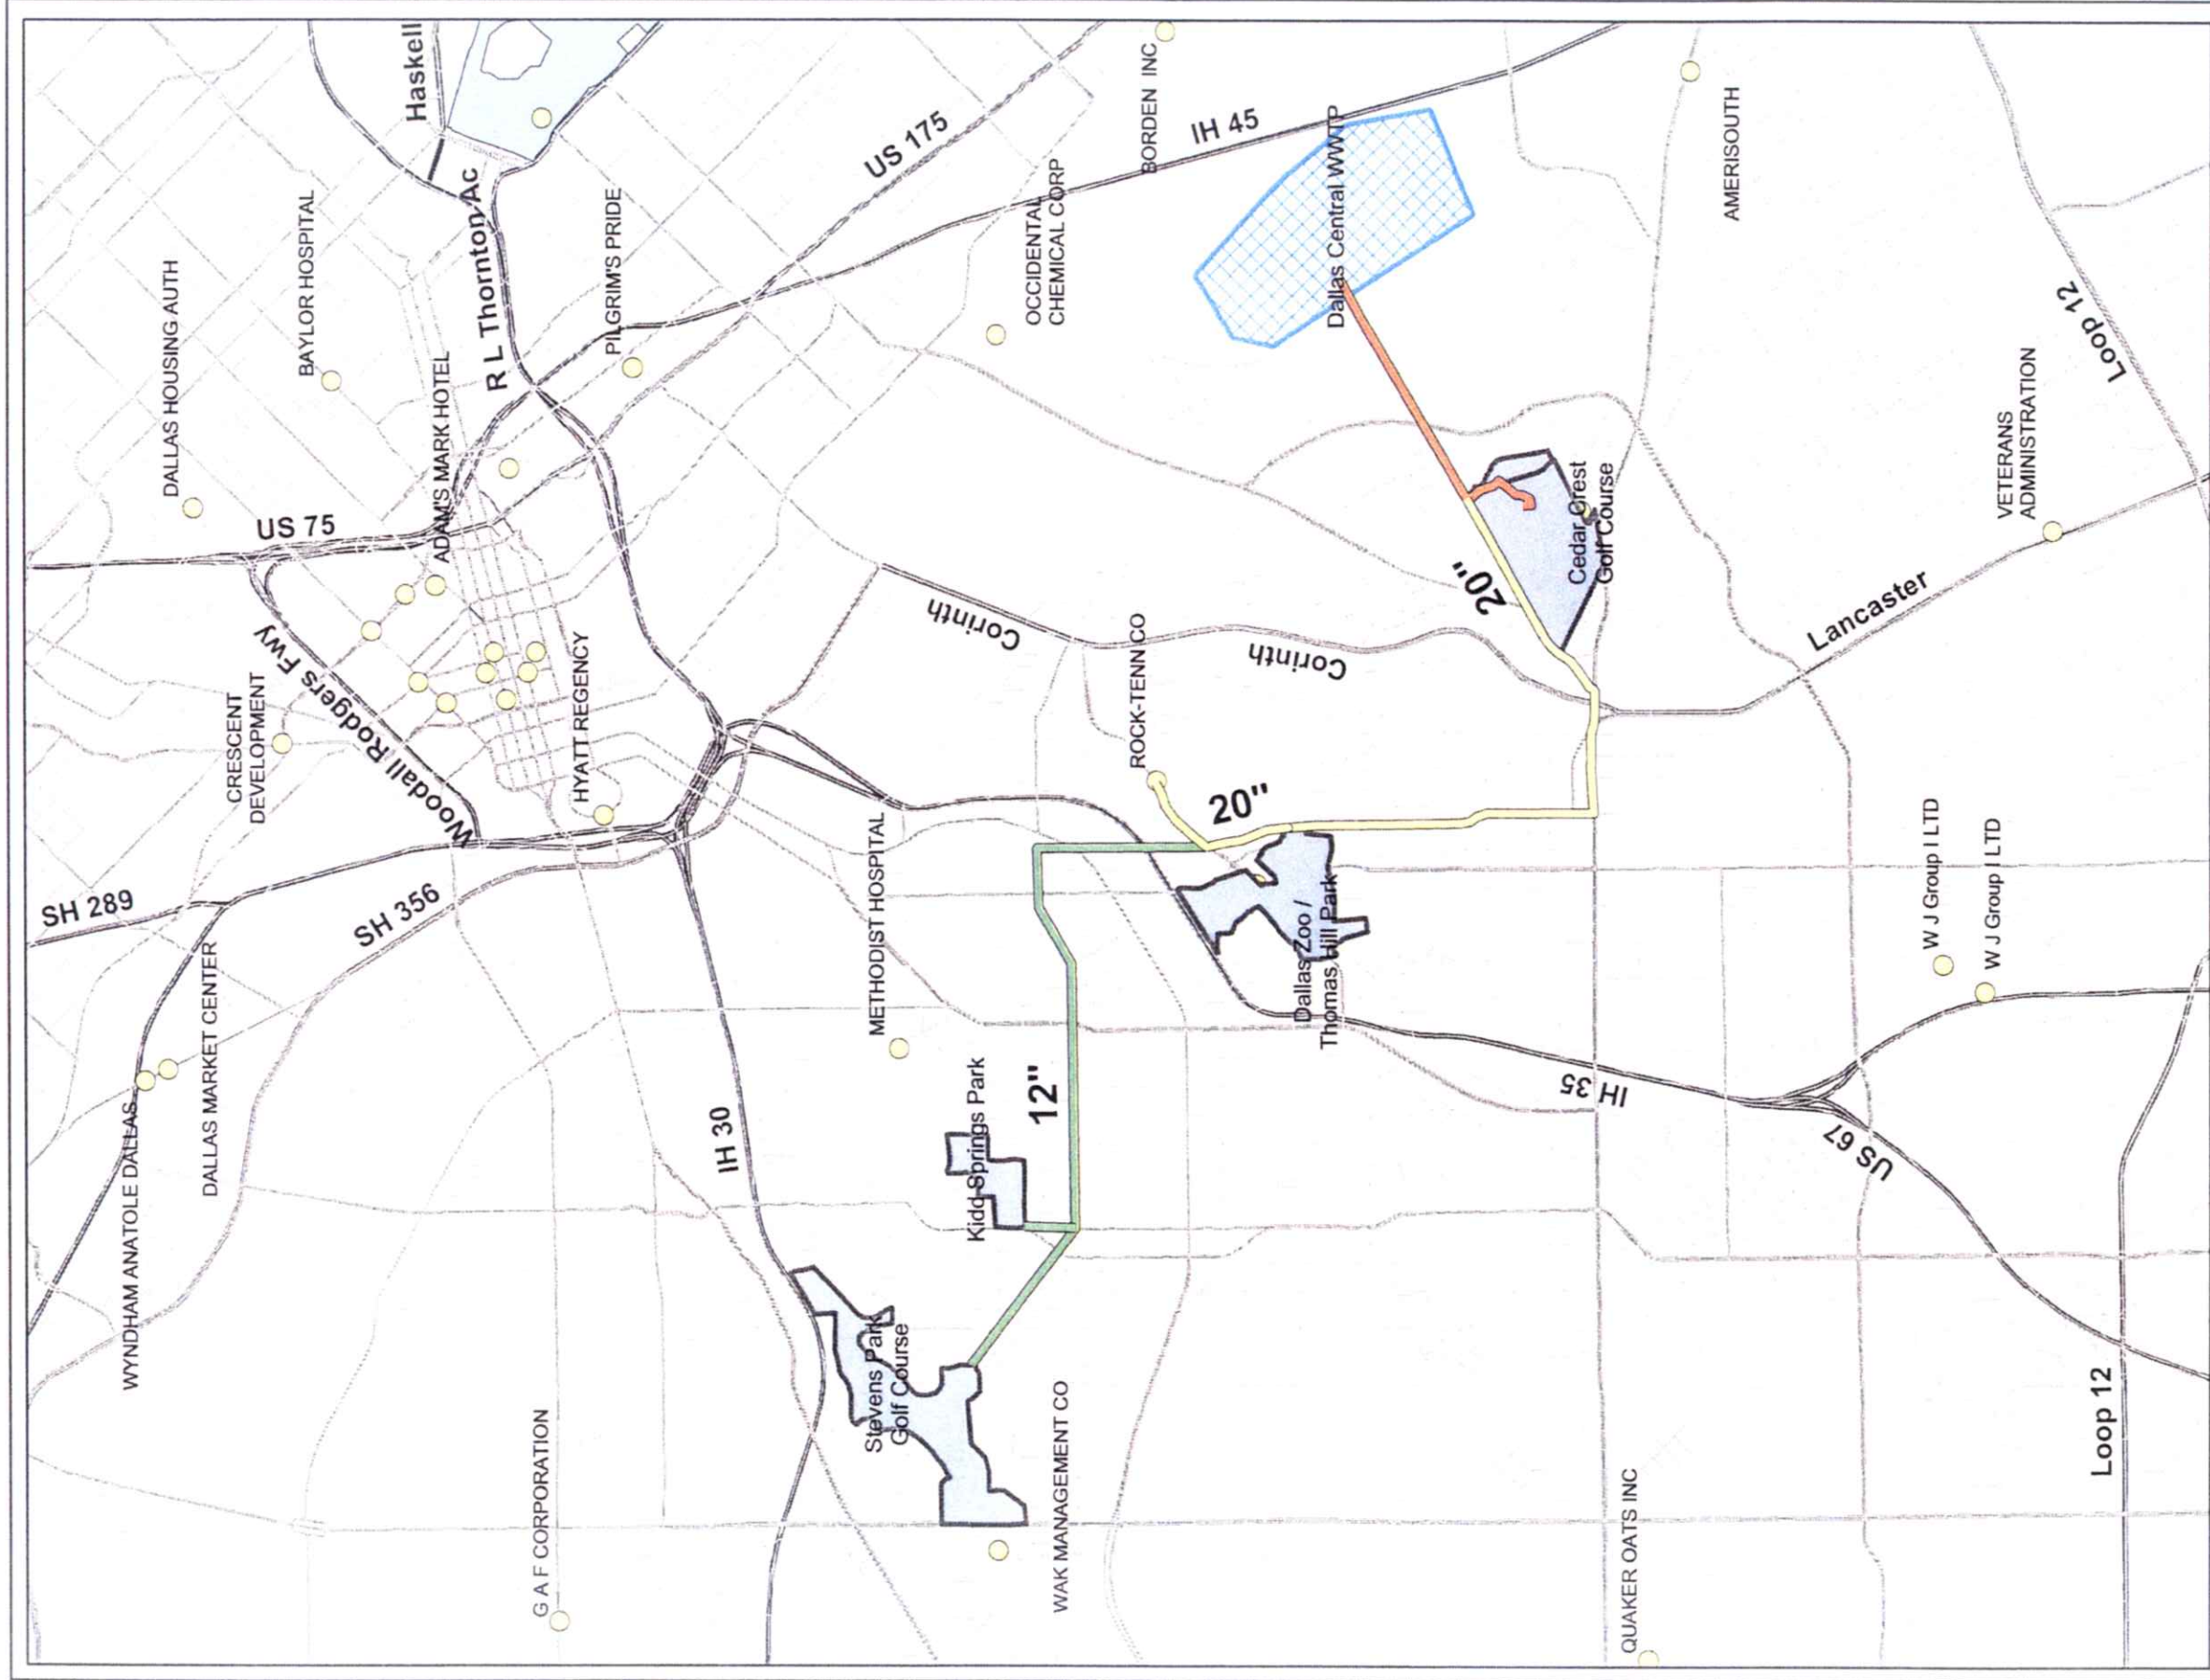 Haskell
R L Thornton Ac
US 175
BORDEN INC
IH 45
Dallas Central WWTP
AMERISOUTH
BAYLOR HOSPITAL
DALLAS HOUSING AUTH
PILGRIM'S PRIDE
OCCIDENTAL
CHEMICAL CORP
Loop 12
US 75
ADAM'S MARK HOTEL
VETERANS
ADMINISTRATION
Cedar Crest
Golf Course
20"
Corinth
Corinth
Lancaster
Woodall Rodgers Fwy
CRESCENT
DEVELOPMENT
HYATT REGENCY
ROCK-TENN CO
20"
SH 289
SH 356
METHODIST HOSPITAL
Dallas Zoo /
Thomas Hill Park
W J Group I LTD
W J Group I LTD
WYNDHAM ANATOLE DALLAS
DALLAS MARKET CENTER
IH 30
Kidd Springs Park
12"
IH 35
US 67
Stevens Park
Golf Course
G A F CORPORATION
WAK MANAGEMENT CO
QUAKER OATS INC
Loop 12